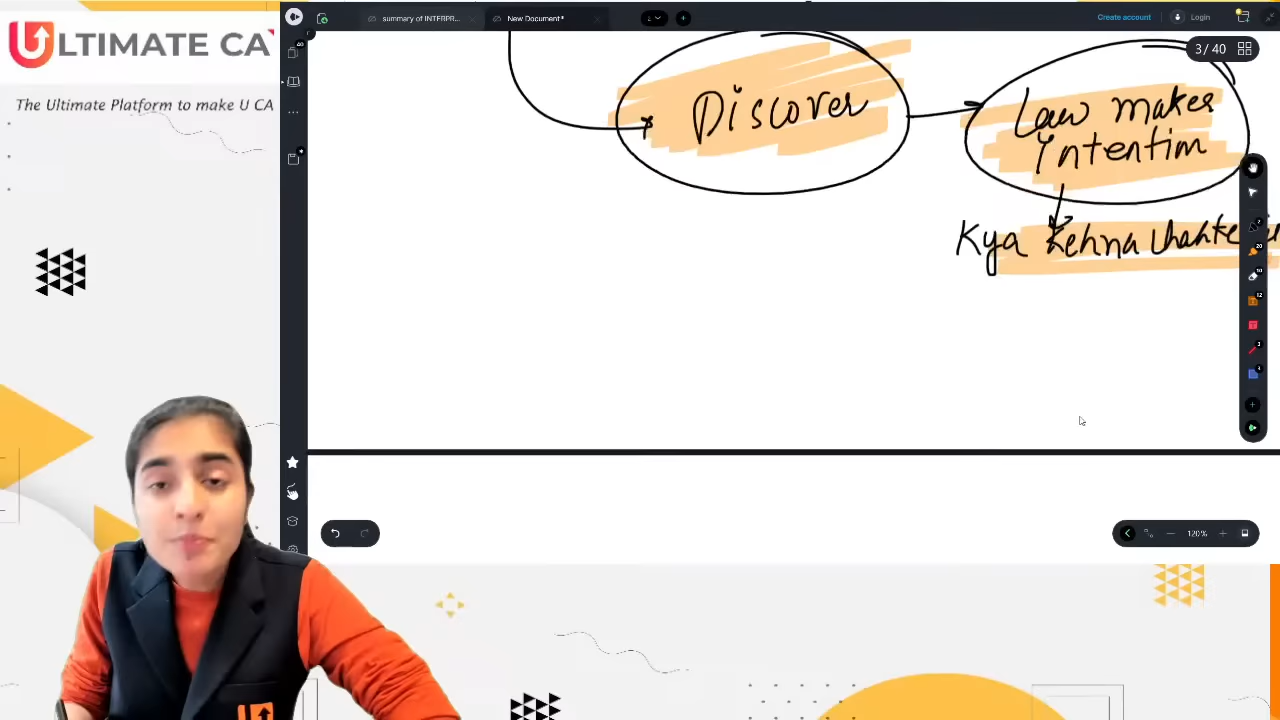 ULTIMATE CA
The Ultimate Platform to make U CA
summary of INTERPR...
New Document*
Create account
Login
3 / 40
Discover
Law makers
intention
Kya Kehna Chahte
120%